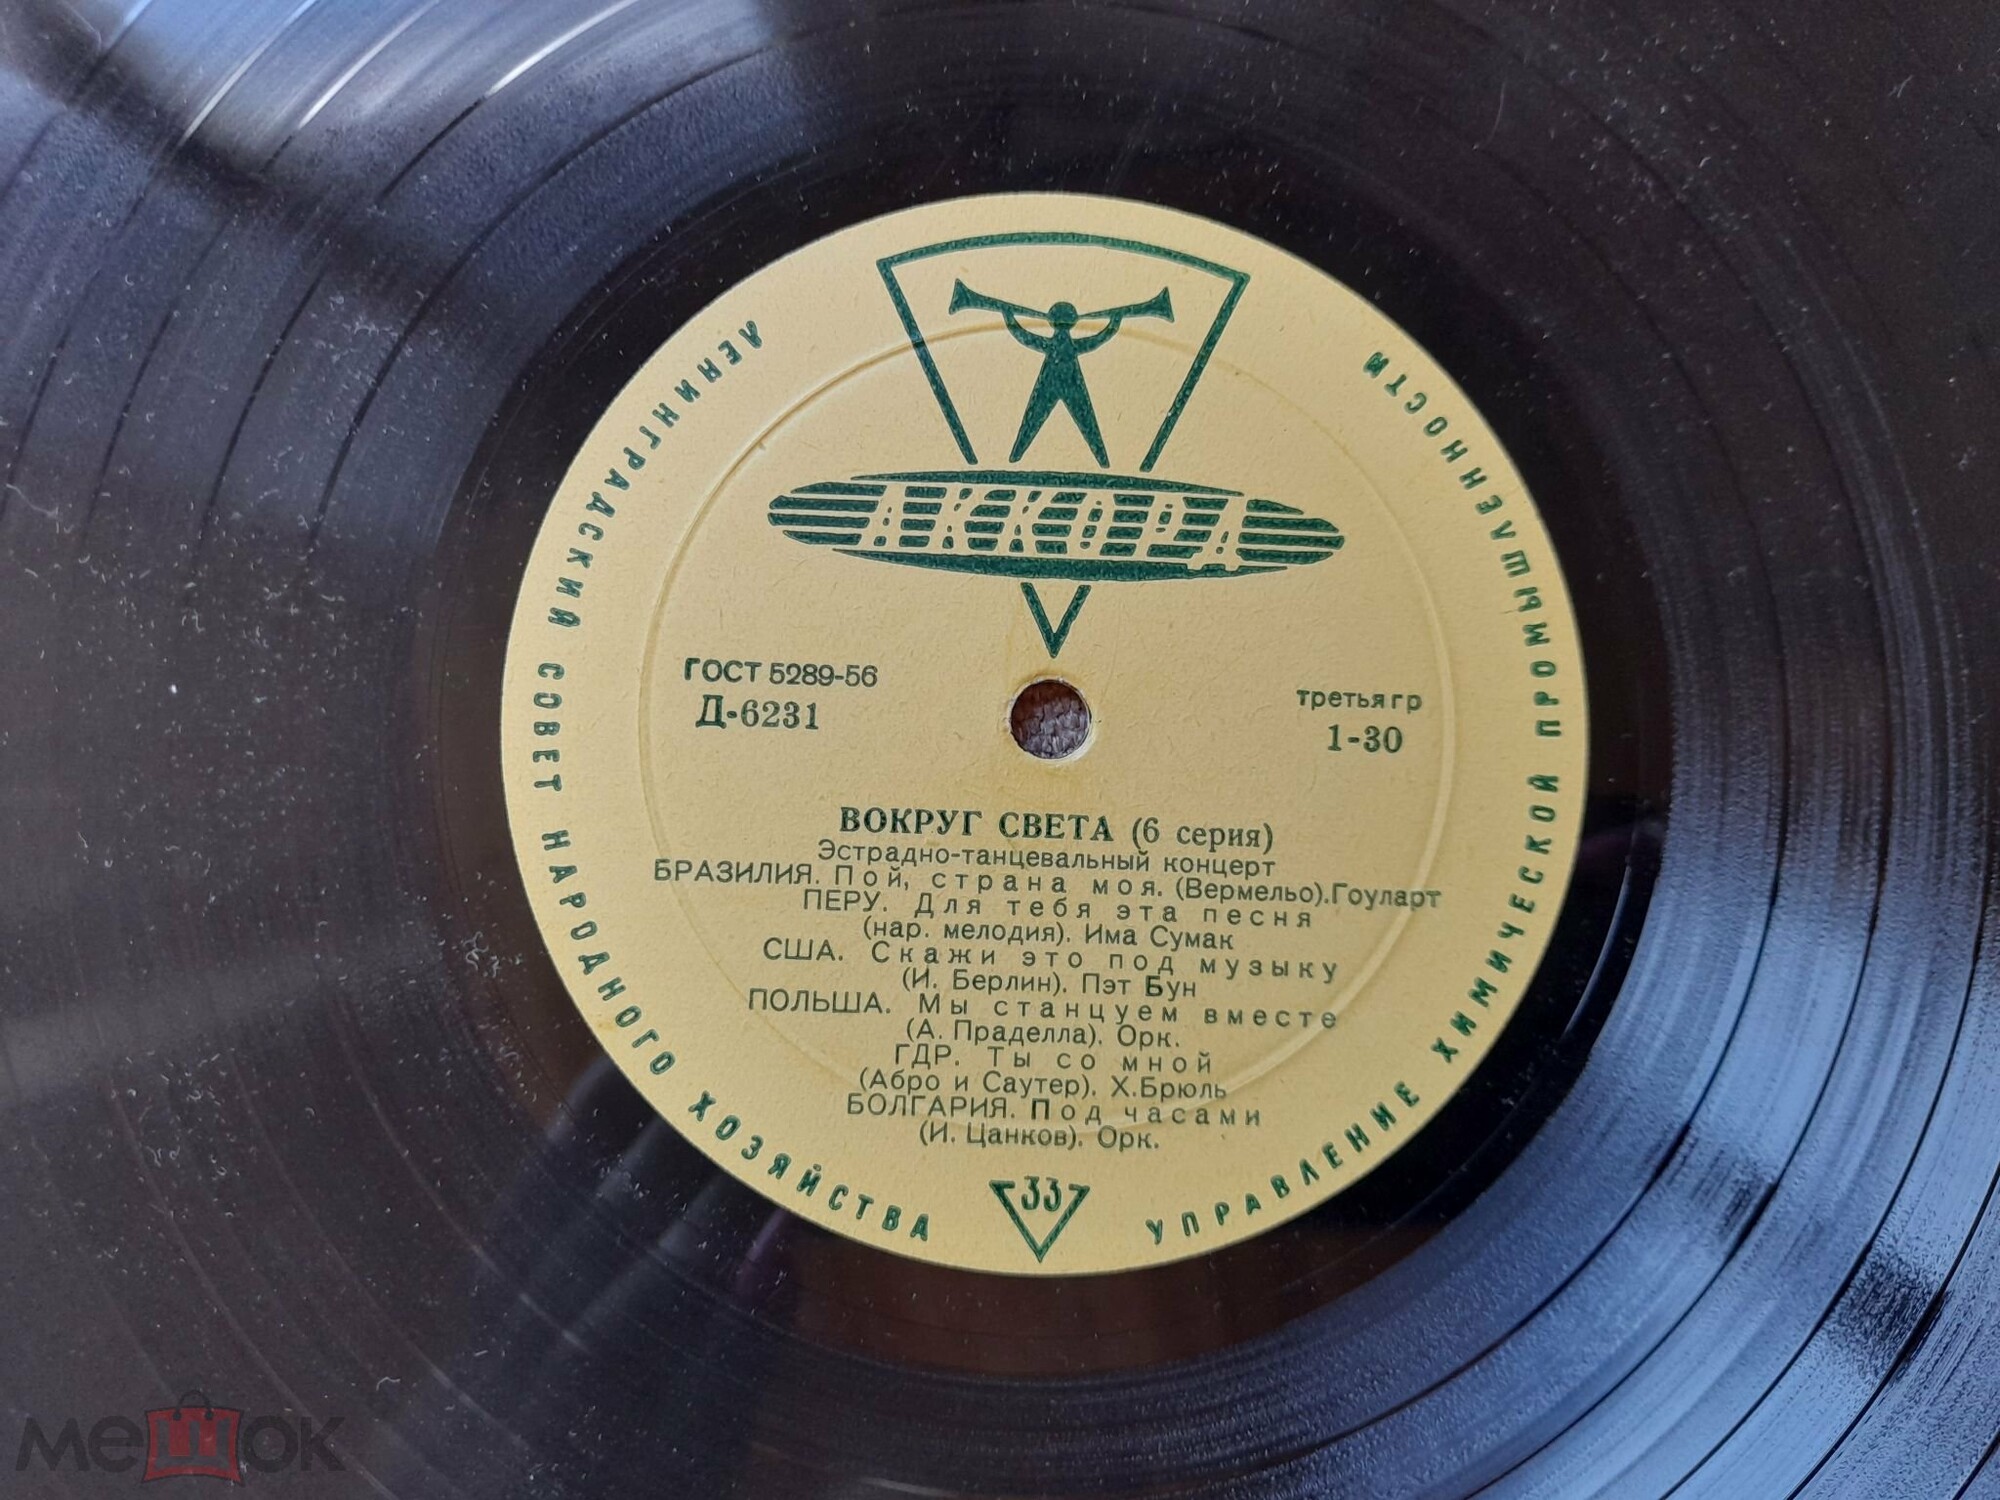 ЛЕНИНГРАДСКИЙ СОВЕТ НАРОДНОГО ХОЗЯЙСТВА
УПРАВЛЕНИЕ ХИМИЧЕСКОЙ ПРОМЫШЛЕННОСТИ
АККОРД
ГОСТ 5289-56
Д-6231
третья гр
1-30
ВОКРУГ СВЕТА (6 серия)
Эстрадно-танцевальный концерт
БРАЗИЛИЯ. Пой, страна моя. (Вермельо). Гоуларт
ПЕРУ. Для тебя эта песня
(нар. мелодия). Има Сумак
США. Скажи это под музыку
(И. Берлин). Пэт Бун
ПОЛЬША. Мы станцуем вместе
(А. Праделла). Орк.
ГДР. Ты со мной
(Абро и Саутер). Х. Брюль
БОЛГАРИЯ. Под часами
(И. Цанков). Орк.
33
мешок